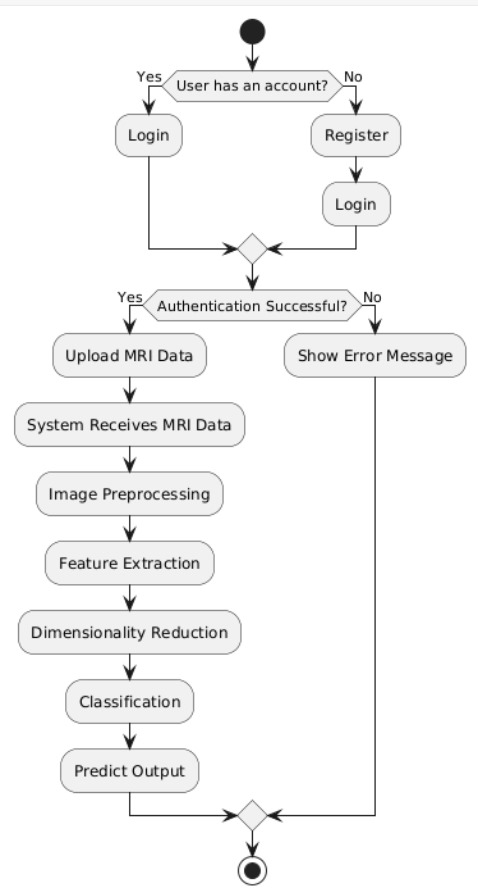 User has an account?
Yes
No
Login
Register
Login
Authentication Successful?
Yes
No
Upload MRI Data
Show Error Message
System Receives MRI Data
Image Preprocessing
Feature Extraction
Dimensionality Reduction
Classification
Predict Output